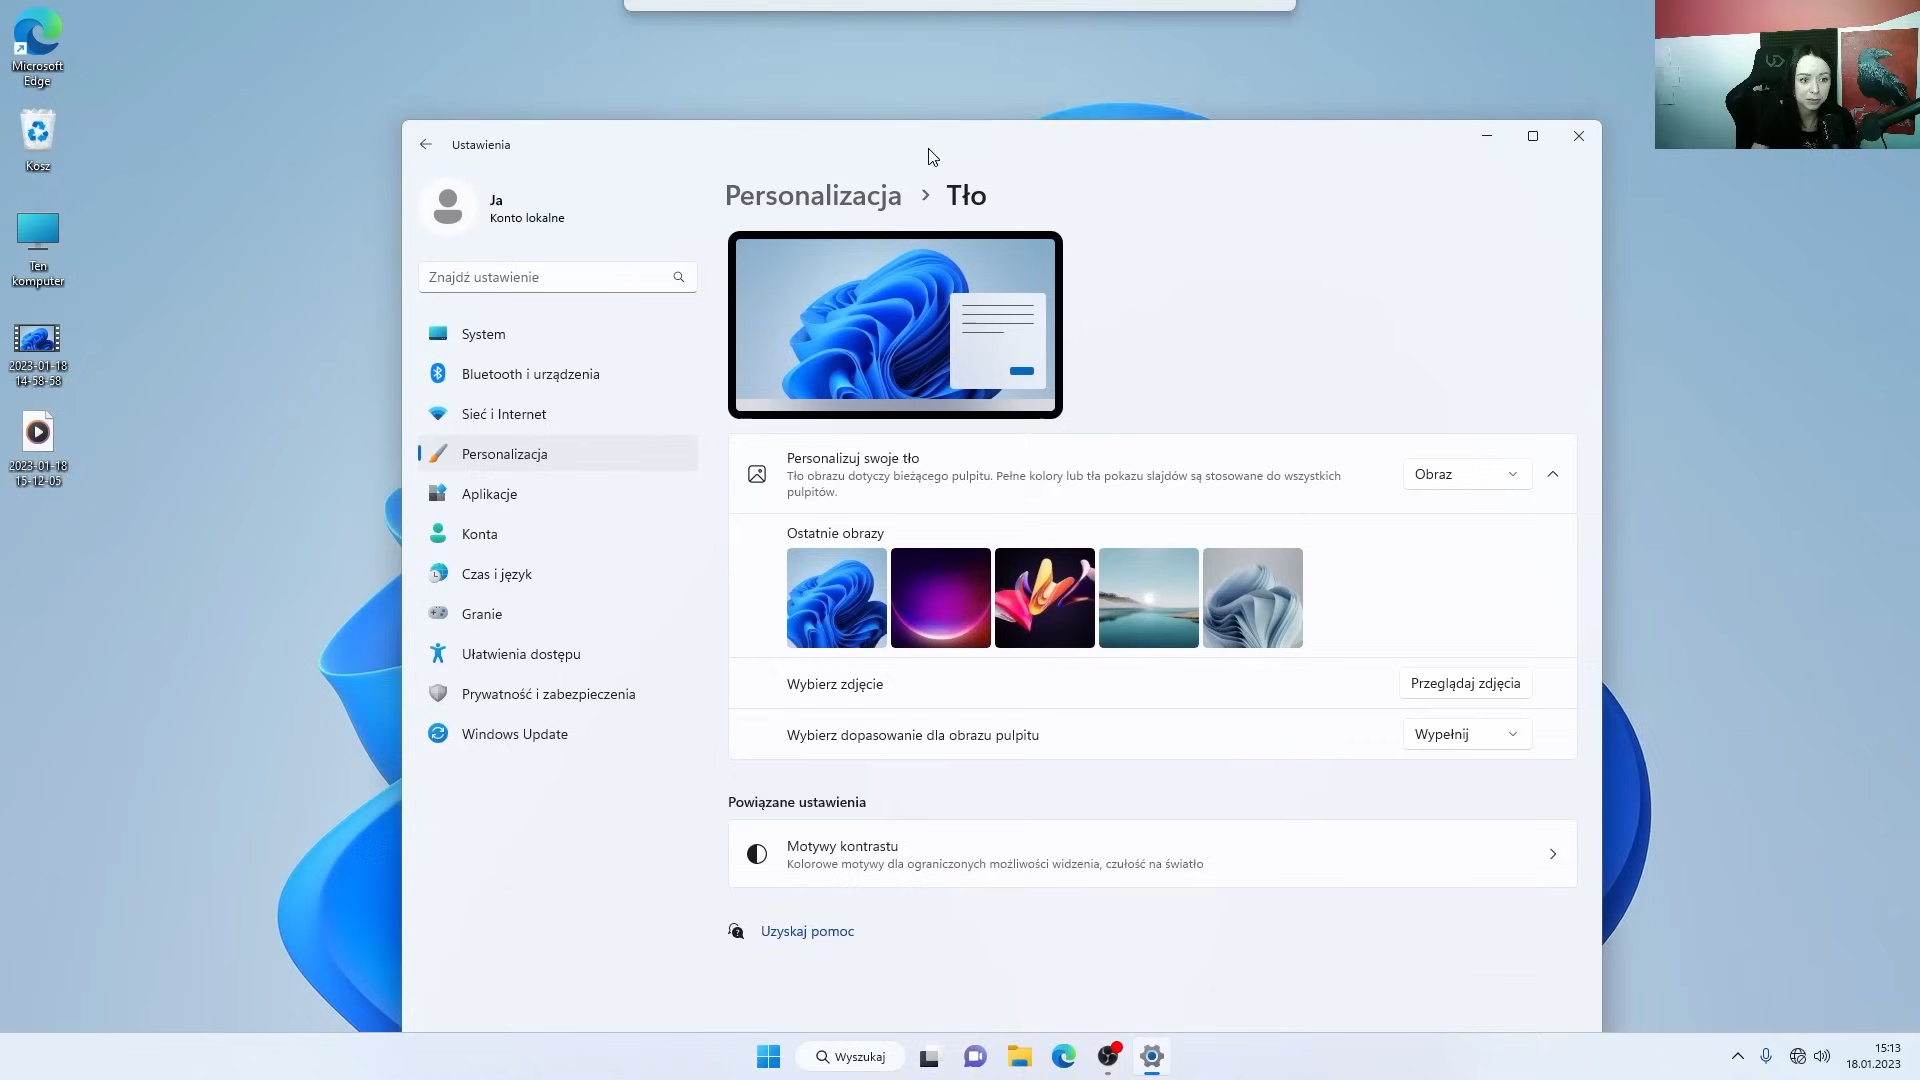 Microsoft
Edge
Kosz
Ten
komputer
2023-01-18
14-58-58
2023-01-18
15-12-05
Ustawienia
Ja
Konto lokalne
Znajdź ustawienie
System
Bluetooth i urządzenia
Sieć i Internet
Personalizacja
Aplikacje
Konta
Czas i język
Granie
Ułatwienia dostępu
Prywatność i zabezpieczenia
Windows Update
Personalizacja › Tło
Personalizuj swoje tło
Tło obrazu dotyczy bieżącego pulpitu. Pełne kolory lub tła pokazu slajdów są stosowane do wszystkich
pulpitów.
Obraz
Ostatnie obrazy
Wybierz zdjęcie
Przeglądaj zdjęcia
Wybierz dopasowanie dla obrazu pulpitu
Wypełnij
Powiązane ustawienia
Motywy kontrastu
Kolorowe motywy dla ograniczonych możliwości widzenia, czułość na światło
Uzyskaj pomoc
Wyszukaj
15:13
18.01.2023